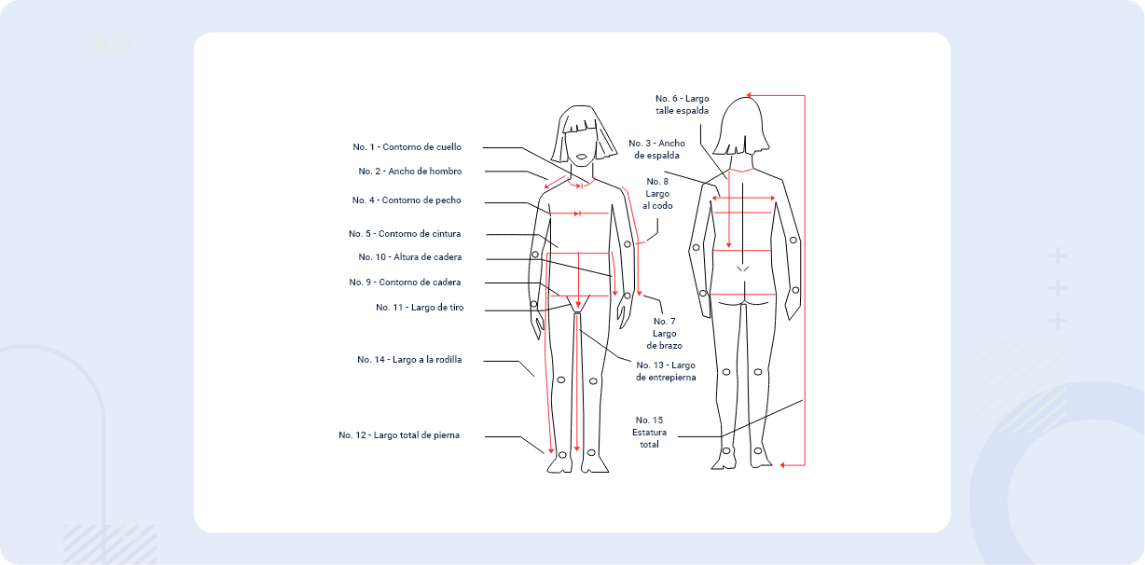 No. 1 - Contorno de cuello
No. 2 - Ancho de hombro
No. 4 - Contorno de pecho
No. 5 - Contorno de cintura
No. 10 - Altura de cadera
No. 9 - Contorno de cadera
No. 11 - Largo de tiro
No. 14 - Largo a la rodilla
No. 12 - Largo total de pierna
No. 6 - Largo
talle espalda
No. 3 - Ancho
de espalda
No. 8
Largo
al codo
No. 7
Largo
de brazo
No. 13 - Largo
de entrepierna
No. 15
Estatura
total